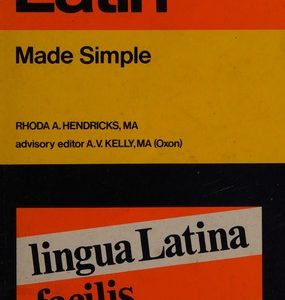 Latin
Made Simple
RHODA A. HENDRICKS, MA
advisory editor A.V. KELLY, MA (Oxon)
lingua Latina
facilis